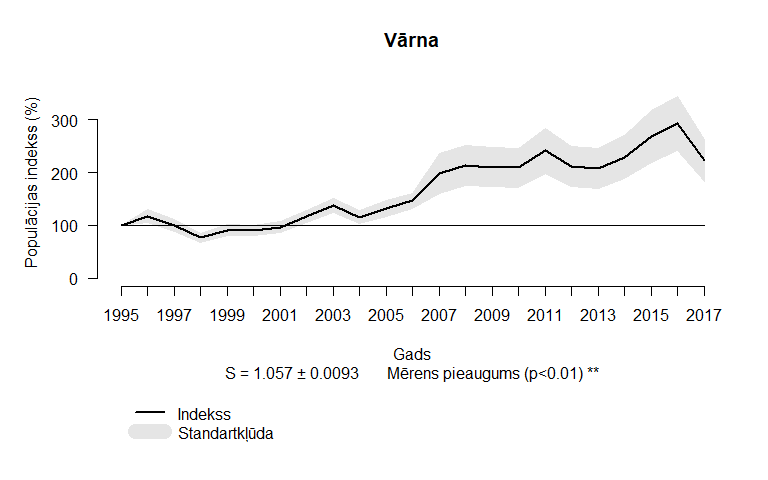 Vārna
Populācijas indekss (%)
300
200
100
0
1995 1997 1999 2001 2003 2005 2007 2009 2011 2013 2015 2017
Gads
S = 1.057 ± 0.0093 Mērens pieaugums (p<0.01) **
Indekss
Standartkļūda